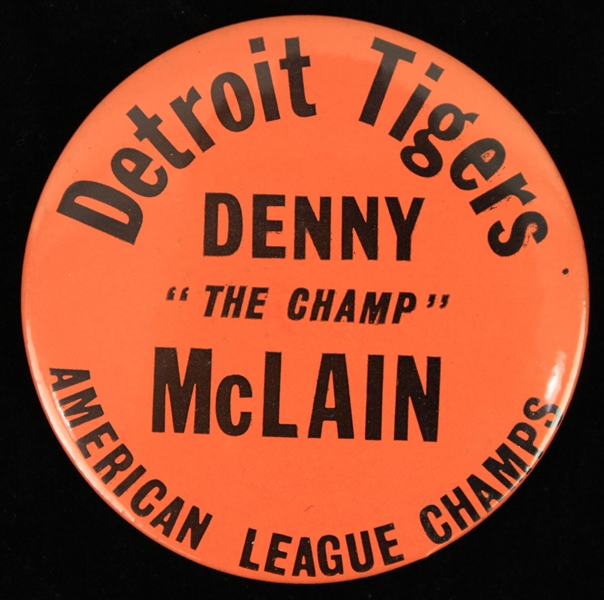 Detroit Tigers
DENNY
"THE CHAMP"
McLAIN
AMERICAN LEAGUE CHAMPS